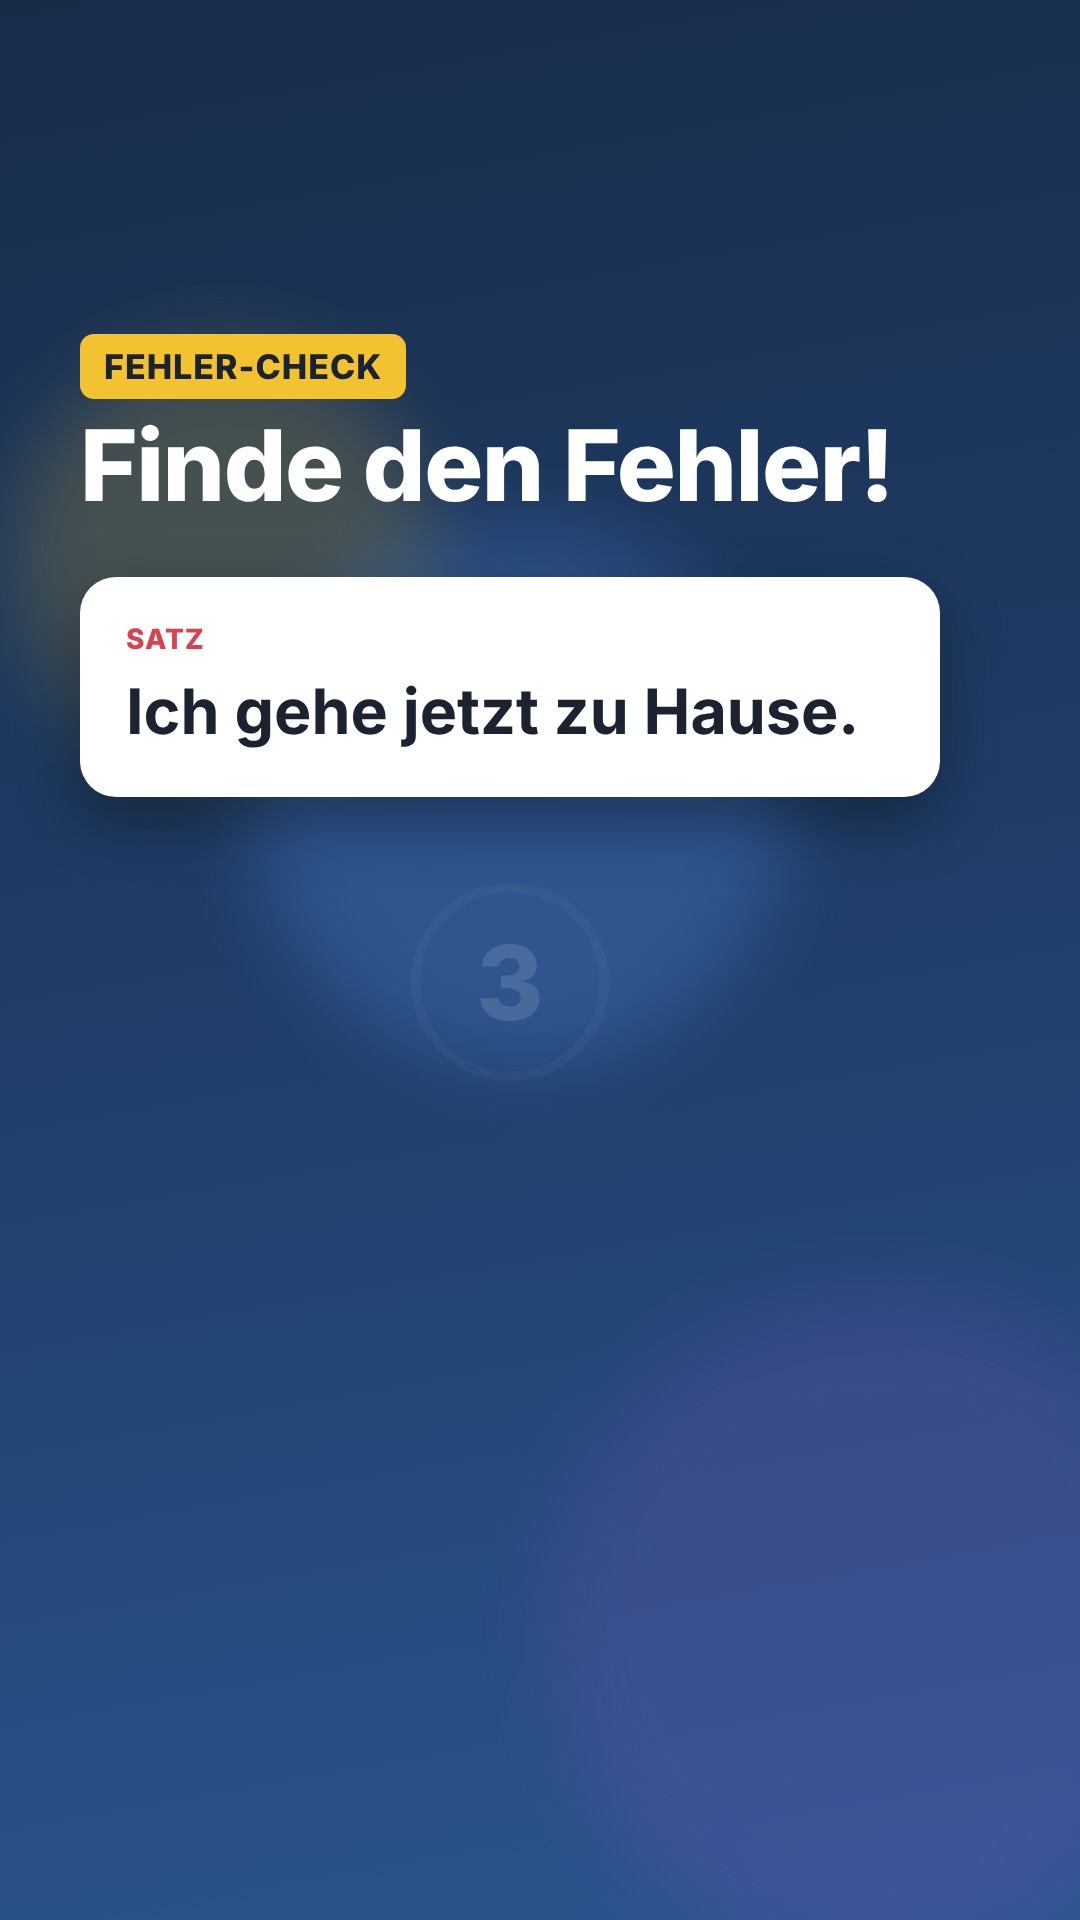 FEHLER-CHECK
Finde den Fehler!
SATZ
Ich gehe jetzt zu Hause.
3